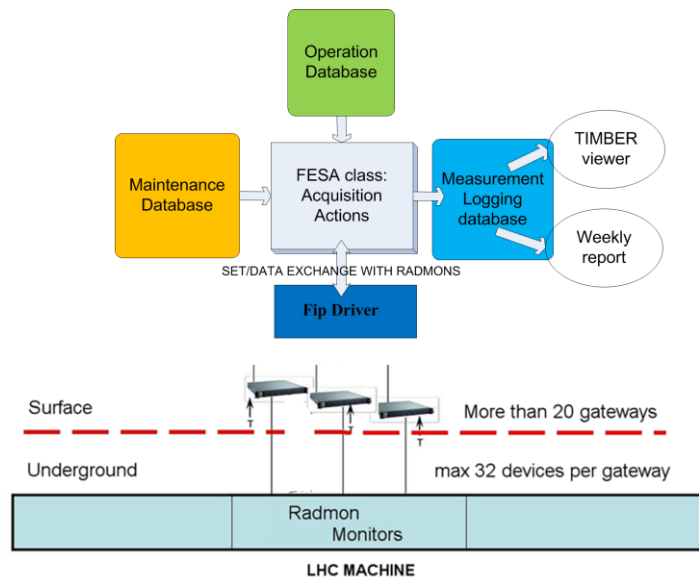 Operation
Database
Maintenance
Database
FESA class:
Acquisition
Actions
Measurement
Logging
database
TIMBER
viewer
Weekly
report
SET/DATA EXCHANGE WITH RADMONS
Fip Driver
Surface
More than 20 gateways
T
T
T
Underground
max 32 devices per gateway
Radmon
Monitors
LHC MACHINE